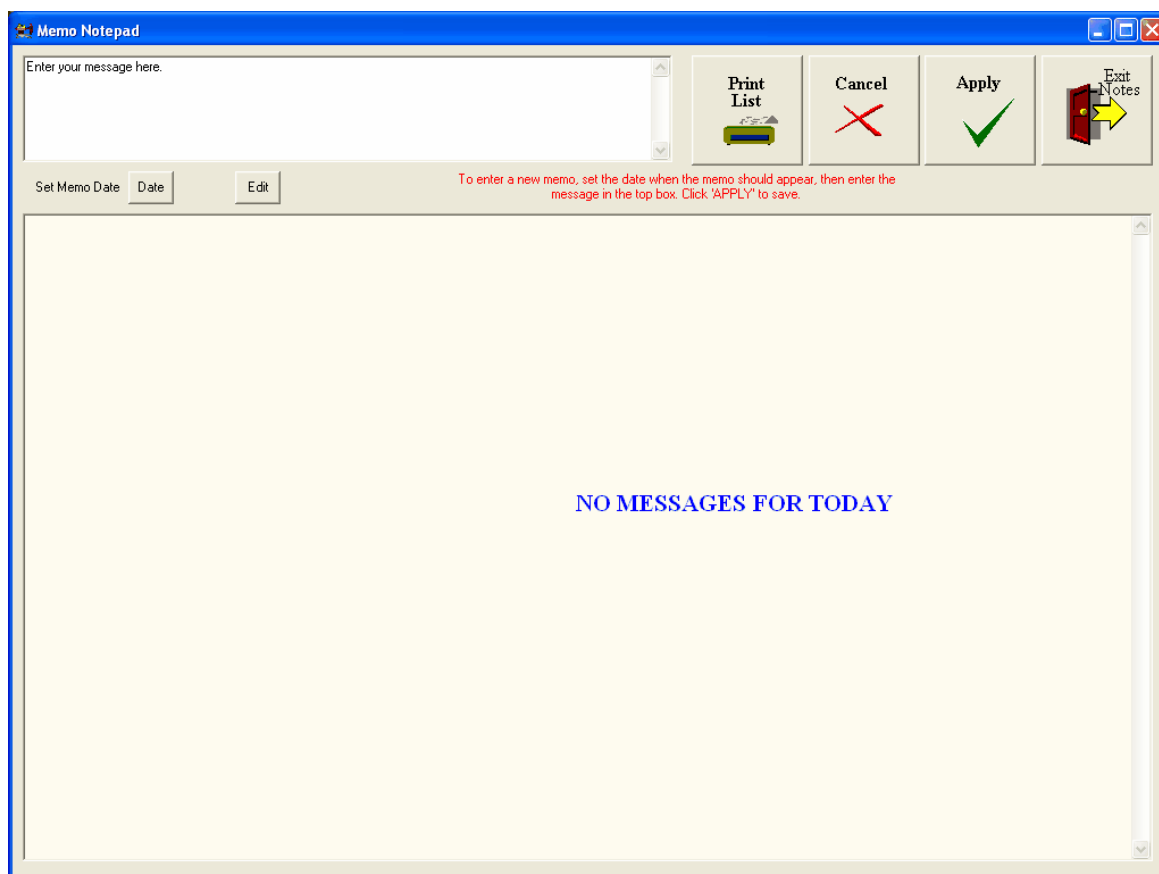 Memo Notepad
Enter your message here.
Print
List
Cancel
Apply
Exit
Notes
Set Memo Date
Date
Edit
To enter a new memo, set the date when the memo should appear, then enter the
message in the top box. Click 'APPLY' to save.
NO MESSAGES FOR TODAY